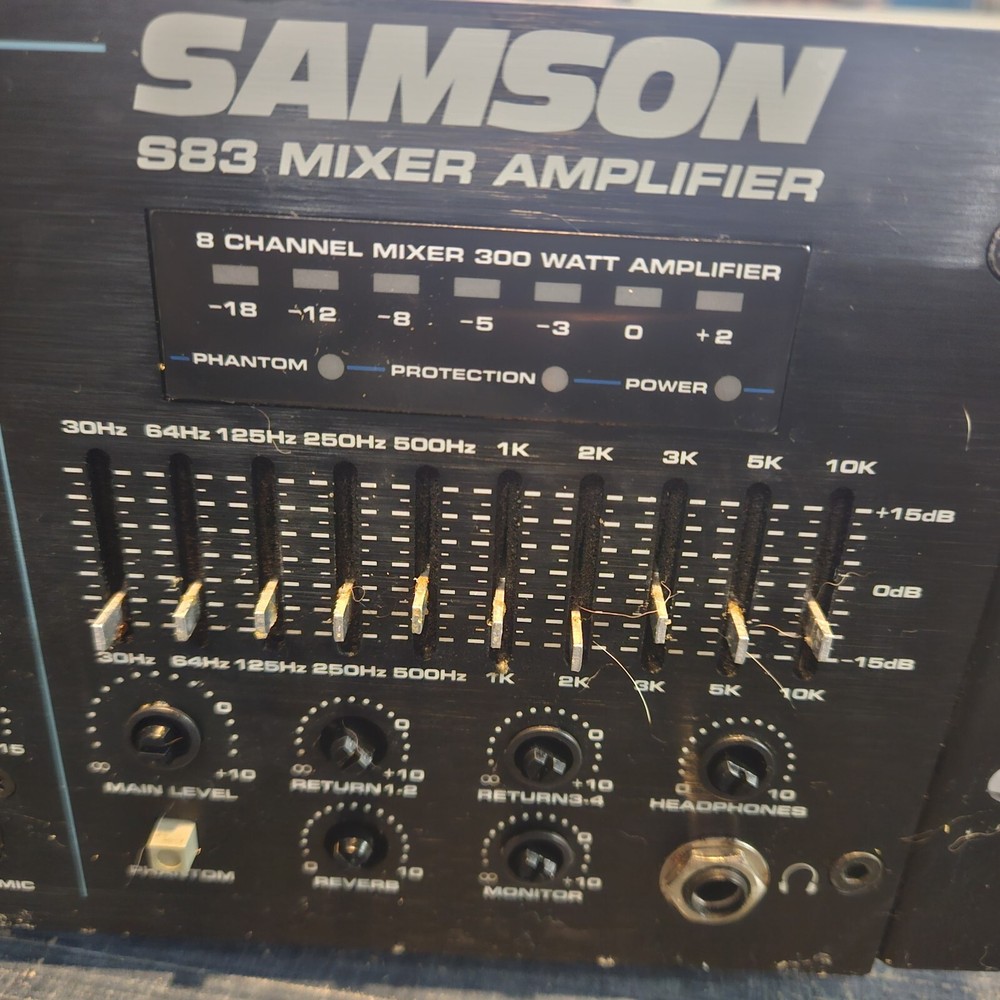 SAMSON
S83 MIXER AMPLIFIER
8 CHANNEL MIXER 300 WATT AMPLIFIER
-18 -12 -8 -5 -3 0 +2
PHANTOM PROTECTION POWER
30Hz 64Hz 125Hz 250Hz 500Hz 1K 2K 3K 5K 10K
+15dB
0dB
-15dB
30Hz 64Hz 125Hz 250Hz 500Hz 1K 2K 3K 5K 10K
0 0 0
15 ∞ +10 ∞ +10 ∞ +10 0 10
MAIN LEVEL RETURN1-2 RETURN3-4 HEADPHONES
0
0 10 ∞ +10
MIC PHANTOM REVERB MONITOR